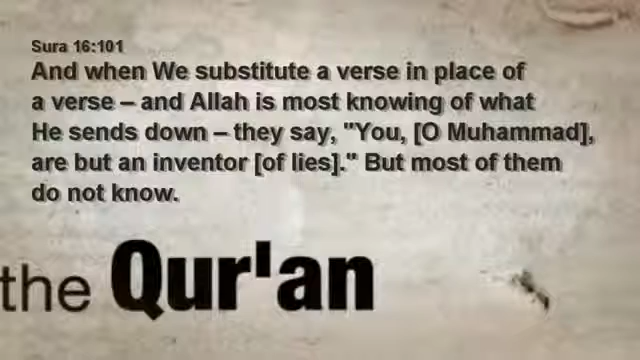 Sura 16:101
And when We substitute a verse in place of
a verse – and Allah is most knowing of what
He sends down – they say, "You, [O Muhammad],
are but an inventor [of lies]." But most of them
do not know.
the Qur'an